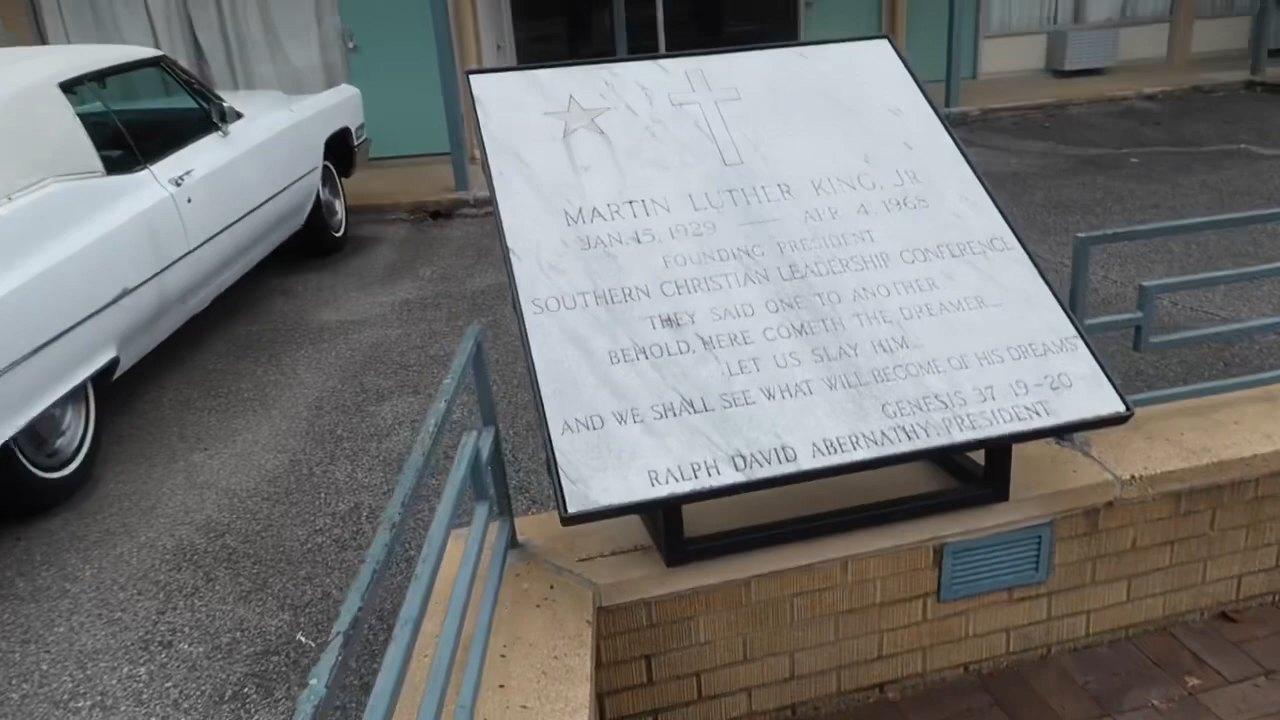 MARTIN LUTHER KING, JR
JAN. 15, 1929 — APR. 4, 1968
FOUNDING PRESIDENT
SOUTHERN CHRISTIAN LEADERSHIP CONFERENCE
"THEY SAID ONE TO ANOTHER
BEHOLD, HERE COMETH THE DREAMER...
LET US SLAY HIM...
AND WE SHALL SEE WHAT WILL BECOME OF HIS DREAMS"
GENESIS 37 19-20
RALPH DAVID ABERNATHY, PRESIDENT